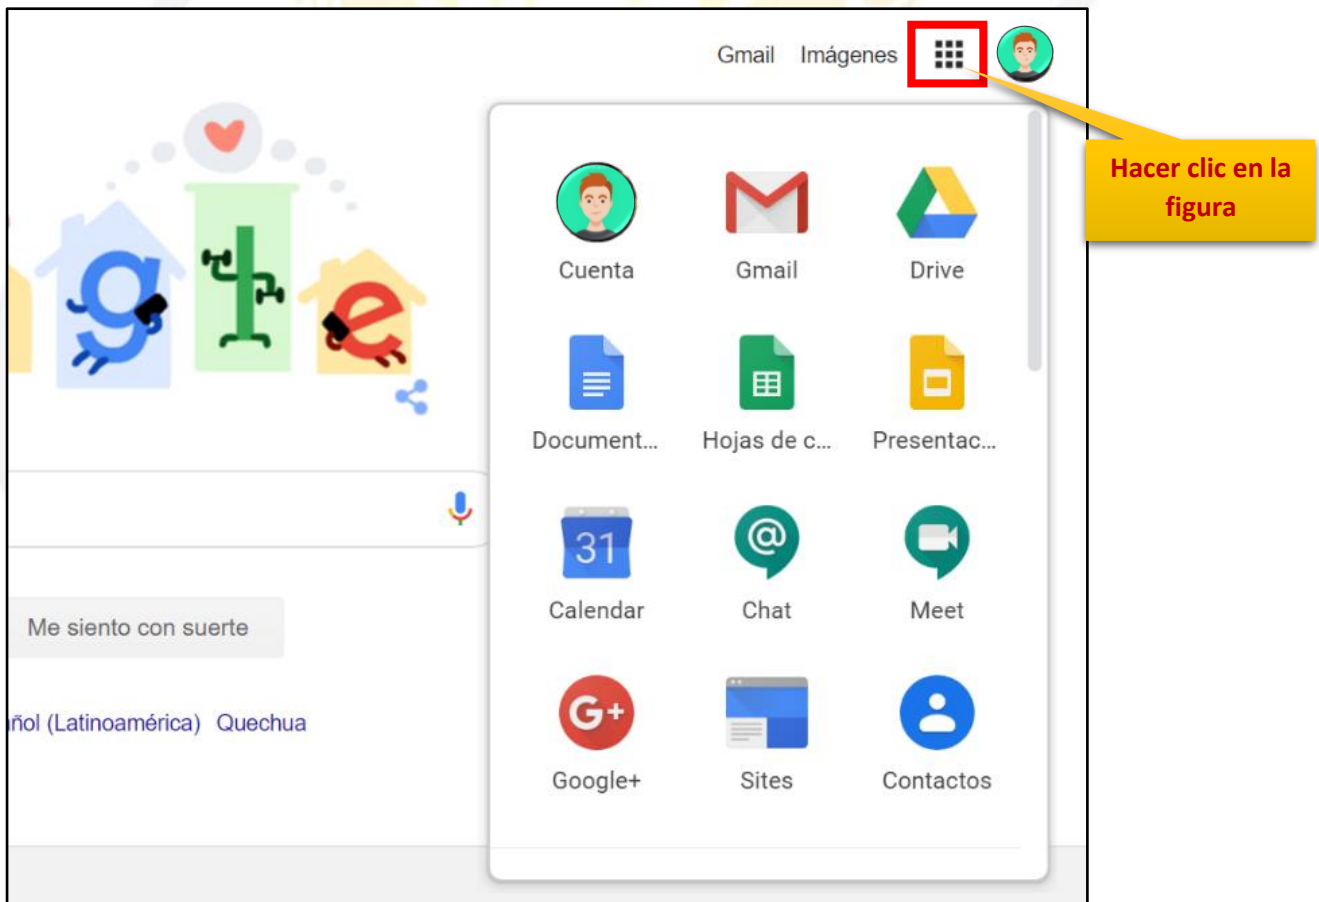 Gmail Imágenes
Hacer clic en la
figura
Cuenta Gmail Drive
Document... Hojas de c... Presentac...
31
Calendar Chat Meet
G+
Google+ Sites Contactos
g e
Me siento con suerte
ñol (Latinoamérica) Quechua